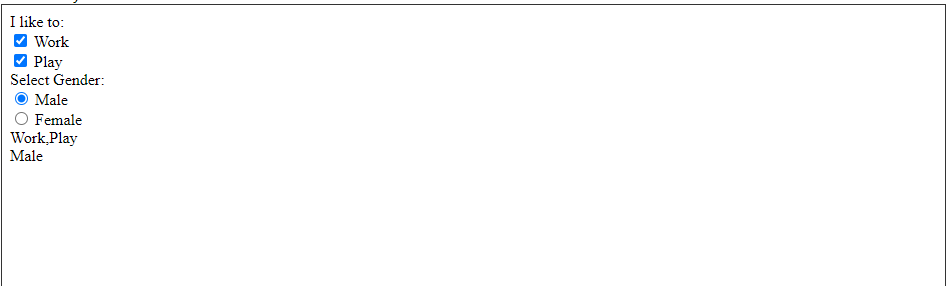 I like to:
Work
Play
Select Gender:
Male
Female
Work,Play
Male